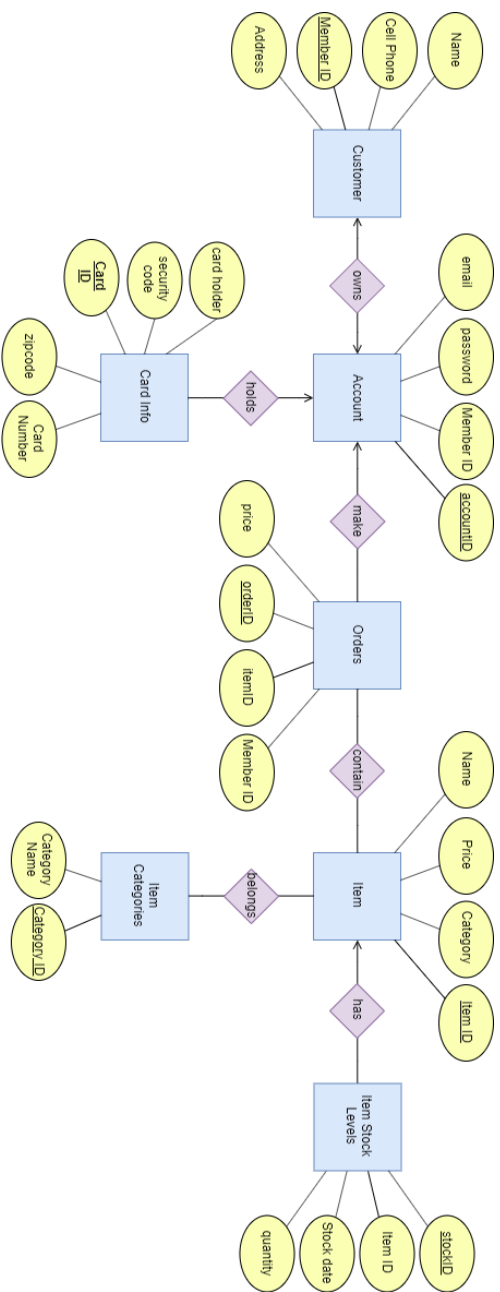 Name
Cell Phone
Member ID
Address
Customer
owns
email
password
Member ID
accountID
Account
card holder
security
code
Card
ID
zipcode
Card
Number
Card Info
holds
make
price
orderID
itemID
Member ID
Orders
contain
Name
Price
Category
Item ID
Item
belongs
Item
Categories
Category
Name
Category ID
has
Item Stock
Levels
stockID
Item ID
Stock date
quantity